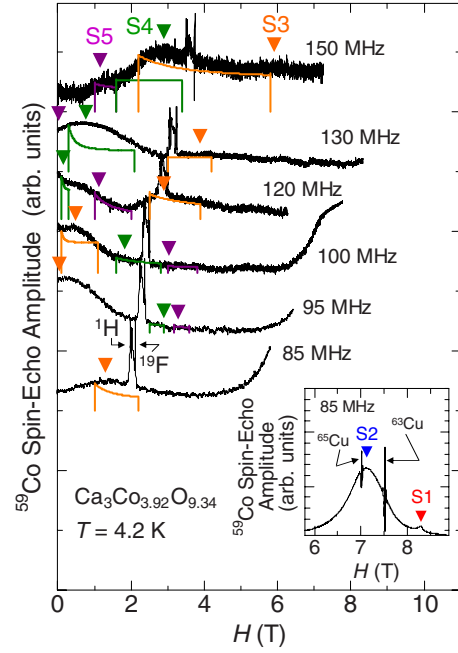 S5 S4 S3
150 MHz
130 MHz
120 MHz
100 MHz
95 MHz
85 MHz
¹H
¹⁹F
⁵⁹Co Spin-Echo Amplitude (arb. units)
Ca₃Co₃.₉₂O₉.₃₄
T = 4.2 K
0 2 4 6 8 10
H (T)
85 MHz
⁶⁵Cu S2 ⁶³Cu
S1
⁵⁹Co Spin-Echo
Amplitude
(arb. units)
6 7 8
H (T)